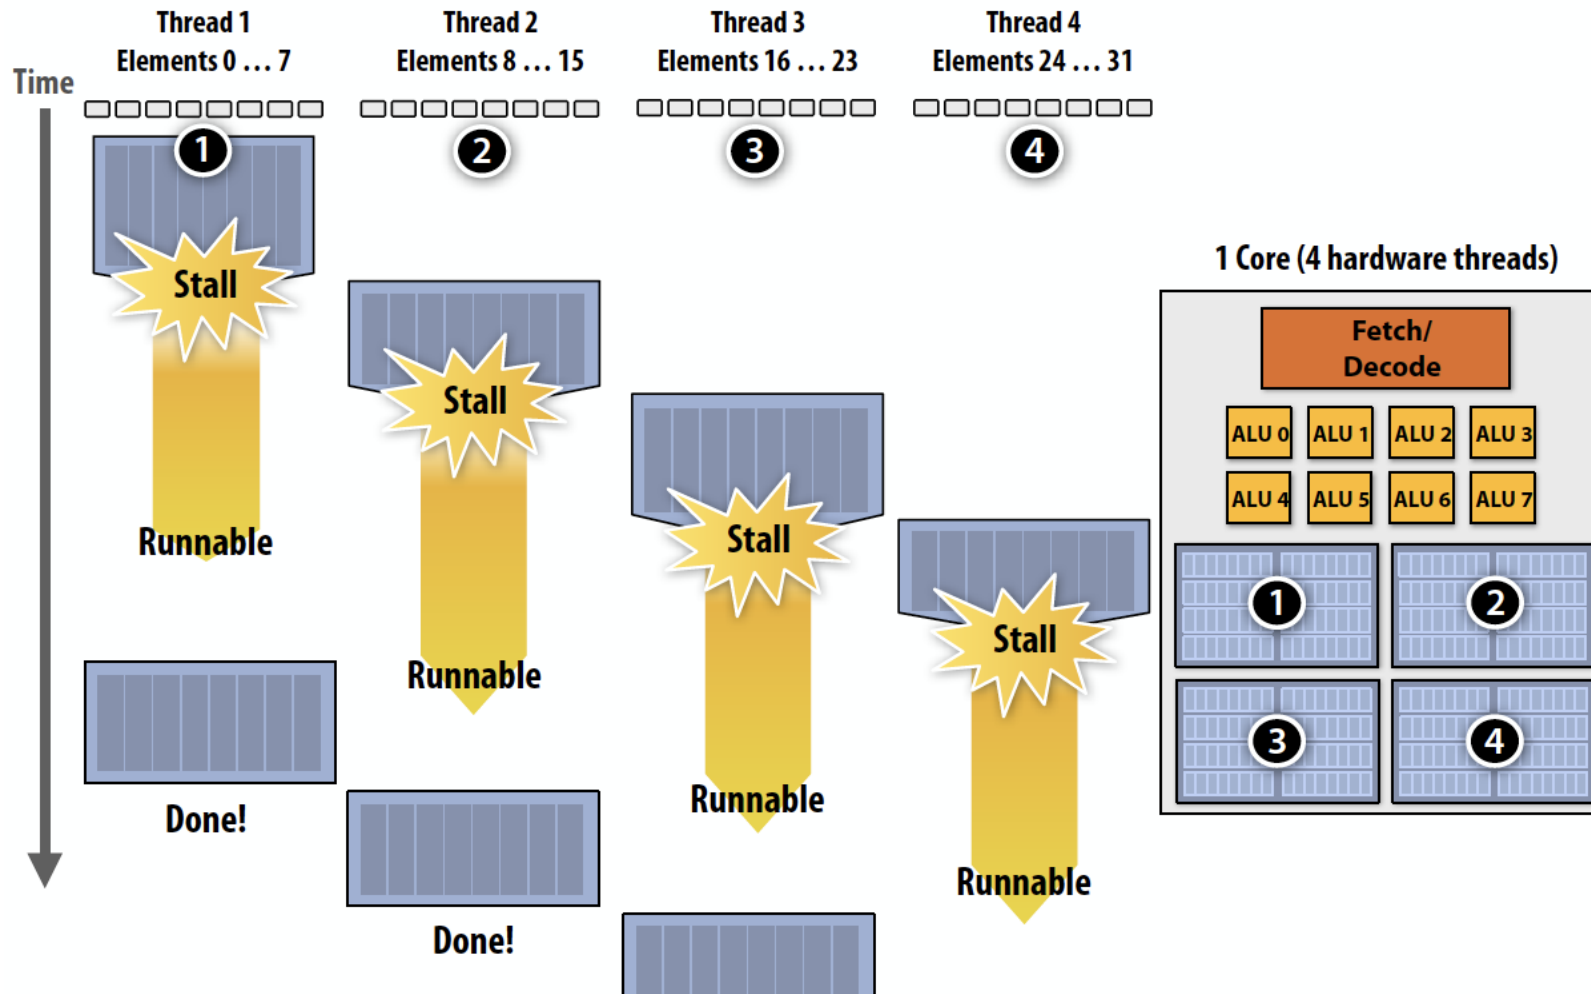 Thread 1
Elements 0 … 7
Thread 2
Elements 8 … 15
Thread 3
Elements 16 … 23
Thread 4
Elements 24 … 31
Time
1
2
3
4
Stall
Stall
Stall
Stall
Runnable
Runnable
Runnable
Runnable
Done!
Done!
1 Core (4 hardware threads)
Fetch/
Decode
ALU 0
ALU 1
ALU 2
ALU 3
ALU 4
ALU 5
ALU 6
ALU 7
1
2
3
4